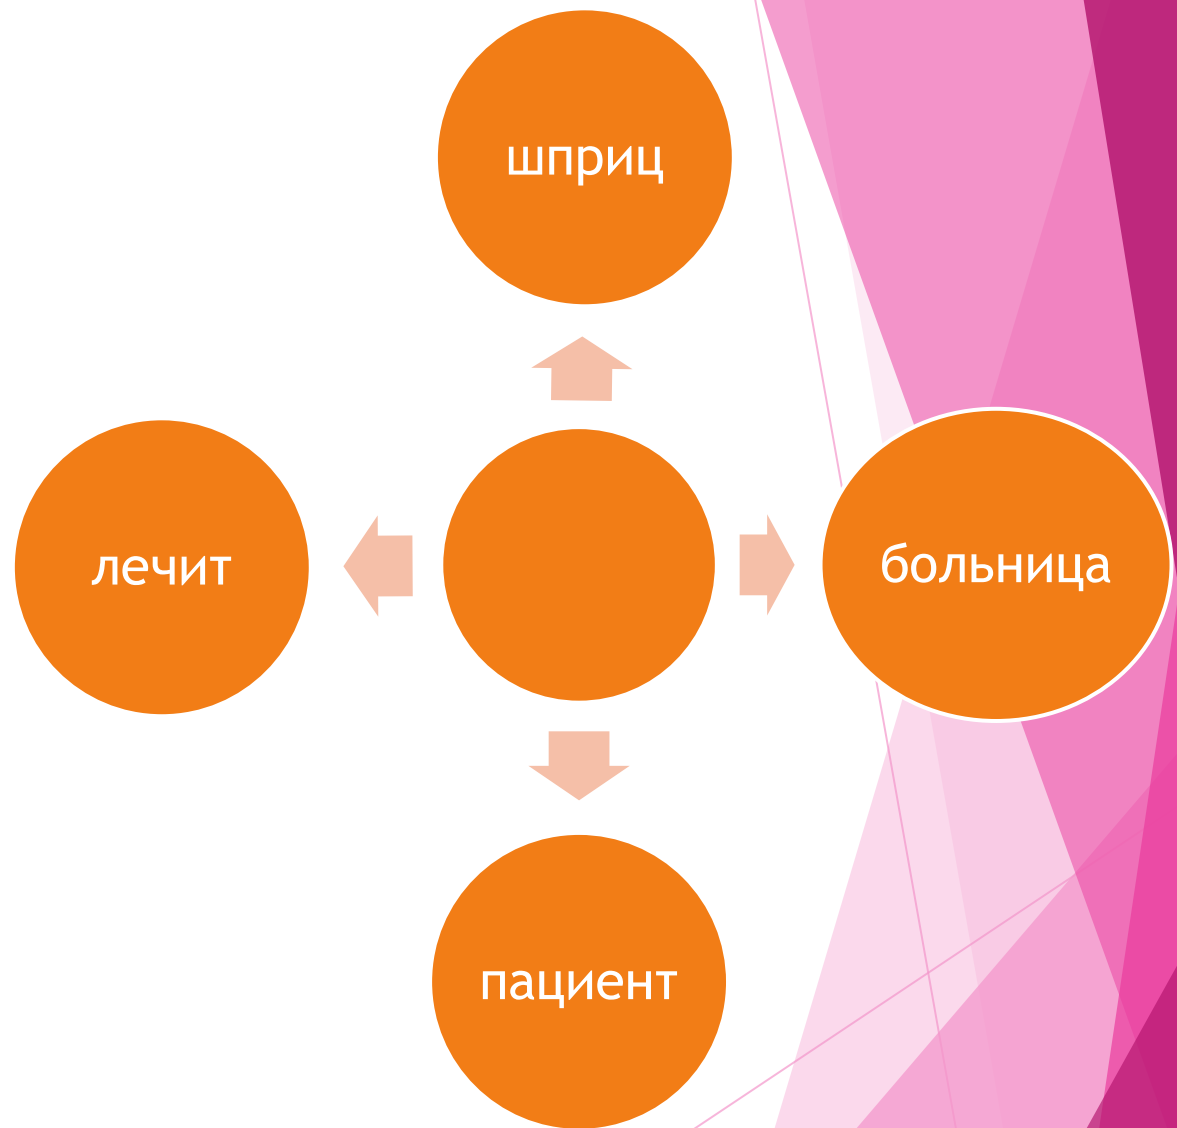 шприц
лечит
больница
пациент